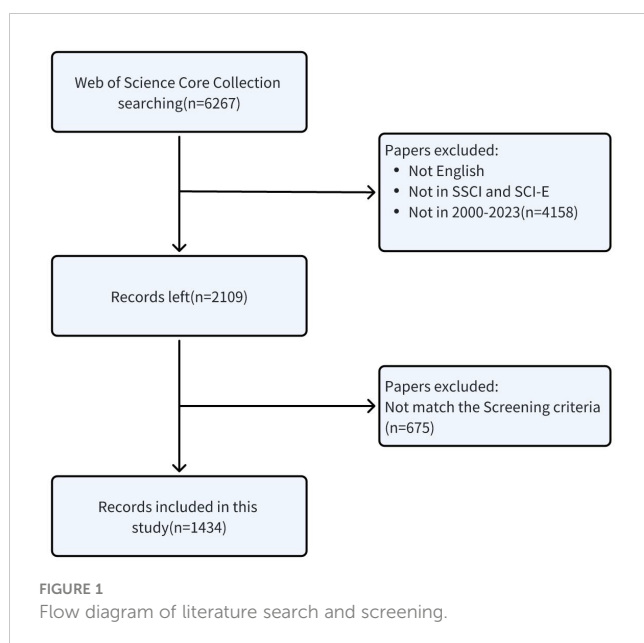 Web of Science Core Collection
searching(n=6267)
Papers excluded:
• Not English
• Not in SSCI and SCI-E
• Not in 2000-2023(n=4158)
Records left(n=2109)
Papers excluded:
Not match the Screening criteria
(n=675)
Records included in this
study(n=1434)
FIGURE 1
Flow diagram of literature search and screening.